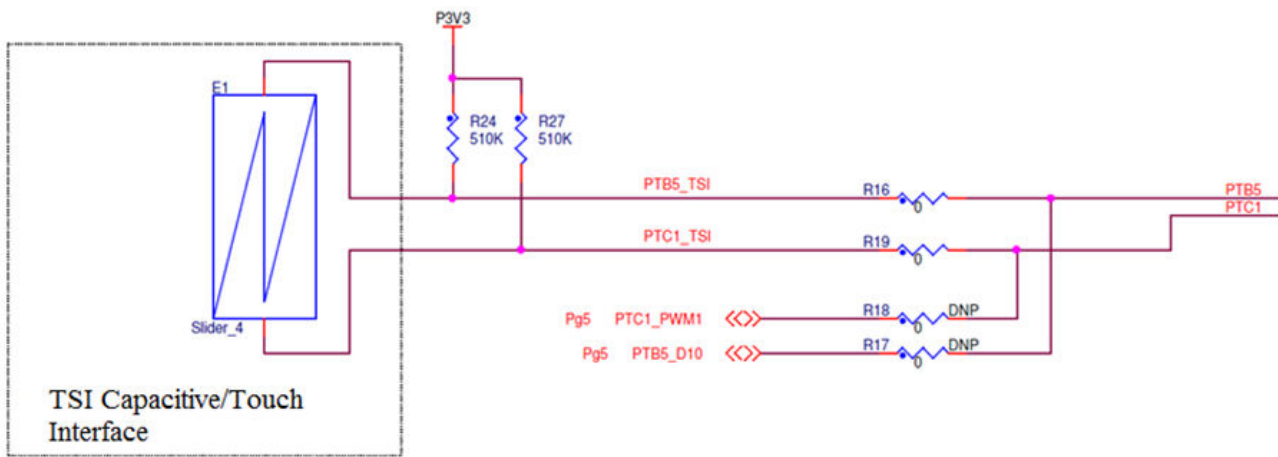 P3V3
E1
R24
510K
R27
510K
PTB5_TSI
R16
0
PTB5
PTC1
PTC1_TSI
R19
0
Pg5 PTC1_PWM1
R18
0
DNP
Pg5 PTB5_D10
R17
0
DNP
Slider_4
TSI Capacitive/Touch
Interface